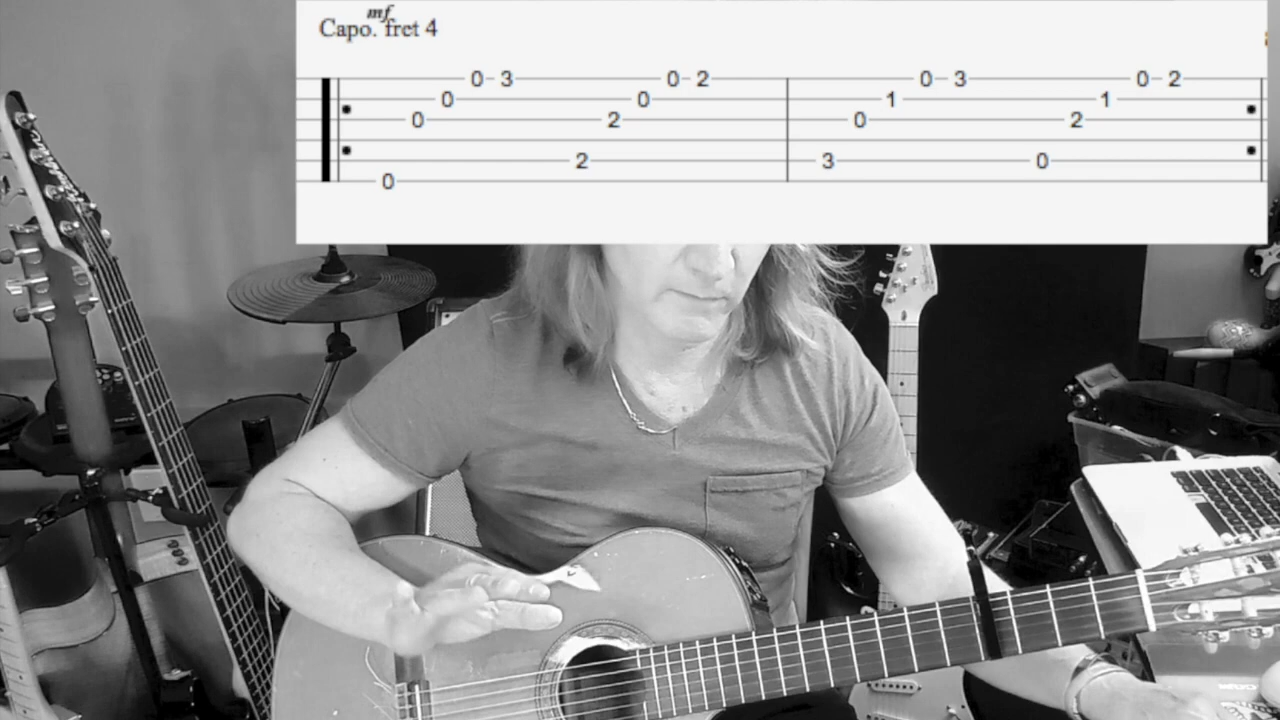 mf
Capo. fret 4
0 3 0 2 0 3 0 2
0 0 1 1
0 2 0 2
2 3 0
0